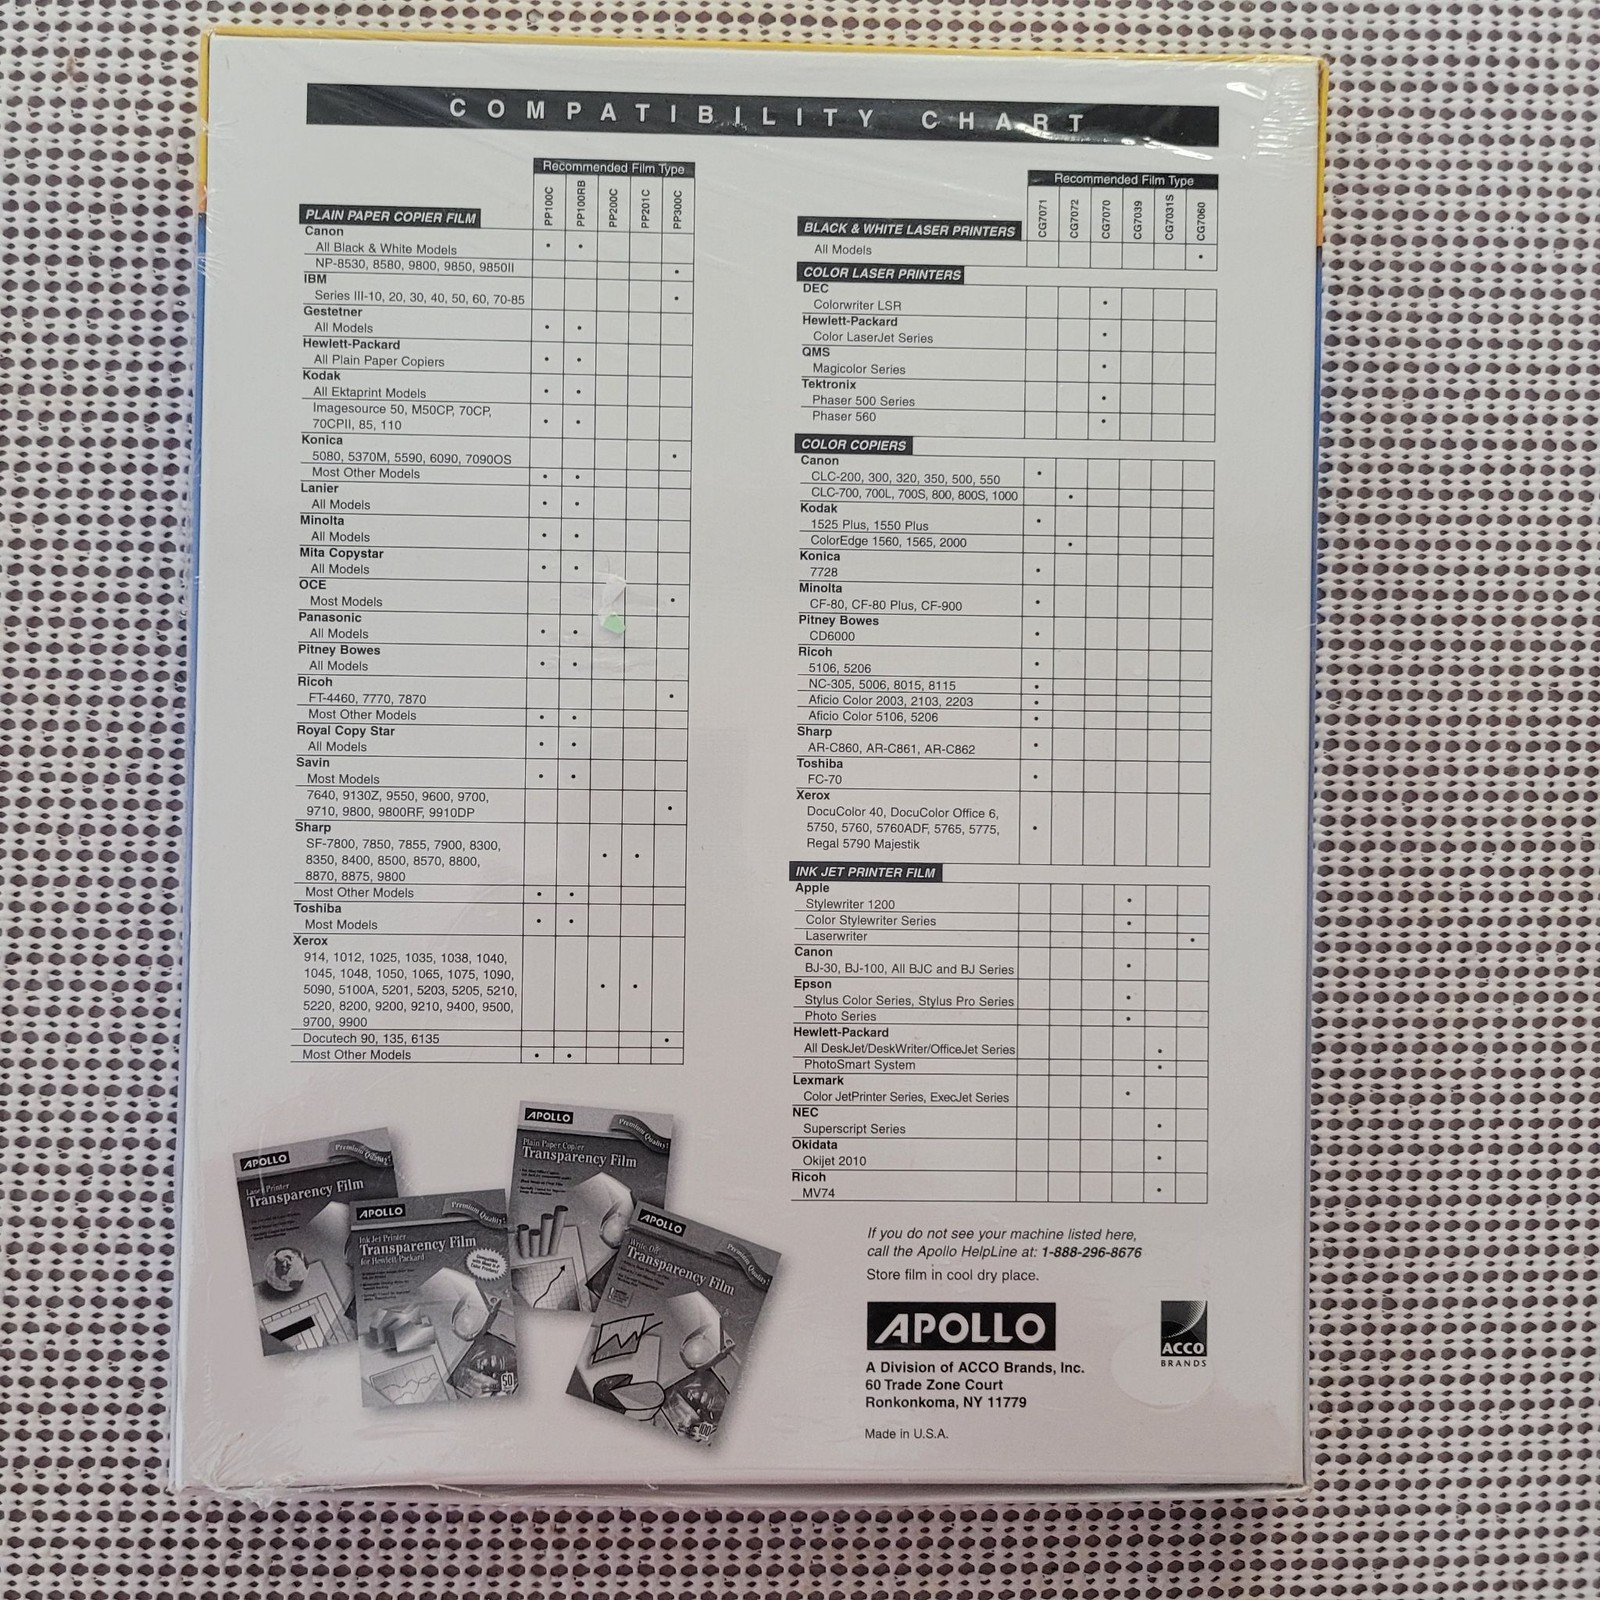 COMPATIBILITY CHART
Recommended Film Type
PP100C
PP100RB
PP200C
PP201C
PP300C
PLAIN PAPER COPIER FILM
Canon
All Black & White Models • •
NP-8530, 8580, 9800, 9850, 9850II •
IBM
Series III-10, 20, 30, 40, 50, 60, 70-85 •
Gestetner
All Models • •
Hewlett-Packard
All Plain Paper Copiers • •
Kodak
All Ektaprint Models • •
Imagesource 50, M50CP, 70CP,
70CPII, 85, 110 • •
Konica
5080, 5370M, 5590, 6090, 7090OS •
Most Other Models • •
Lanier
All Models • •
Minolta
All Models • •
Mita Copystar
All Models • •
OCE
Most Models •
Panasonic
All Models • •
Pitney Bowes
All Models • •
Ricoh
FT-4460, 7770, 7870 •
Most Other Models • •
Royal Copy Star
All Models • •
Savin
Most Models • •
7640, 9130Z, 9550, 9600, 9700,
9710, 9800, 9800RF, 9910DP •
Sharp
SF-7800, 7850, 7855, 7900, 8300,
8350, 8400, 8500, 8570, 8800, • •
8870, 8875, 9800
Most Other Models • •
Toshiba
Most Models • •
Xerox
914, 1012, 1025, 1035, 1038, 1040,
1045, 1048, 1050, 1065, 1075, 1090,
5090, 5100A, 5201, 5203, 5205, 5210, • •
5220, 8200, 9200, 9210, 9400, 9500,
9700, 9900
Docutech 90, 135, 6135 •
Most Other Models • •
Recommended Film Type
CG7071
CG7072
CG7070
CG7039
CG7031S
CG7060
BLACK & WHITE LASER PRINTERS
All Models •
COLOR LASER PRINTERS
DEC
Colorwriter LSR •
Hewlett-Packard
Color LaserJet Series •
QMS
Magicolor Series •
Tektronix
Phaser 500 Series •
Phaser 560 •
COLOR COPIERS
Canon
CLC-200, 300, 320, 350, 500, 550 •
CLC-700, 700L, 700S, 800, 800S, 1000 •
Kodak
1525 Plus, 1550 Plus •
ColorEdge 1560, 1565, 2000 •
Konica
7728 •
Minolta
CF-80, CF-80 Plus, CF-900 •
Pitney Bowes
CD6000 •
Ricoh
5106, 5206 •
NC-305, 5006, 8015, 8115 •
Aficio Color 2003, 2103, 2203 •
Aficio Color 5106, 5206 •
Sharp
AR-C860, AR-C861, AR-C862 •
Toshiba
FC-70 •
Xerox
DocuColor 40, DocuColor Office 6,
5750, 5760, 5760ADF, 5765, 5775, •
Regal 5790 Majestik
INK JET PRINTER FILM
Apple
Stylewriter 1200 •
Color Stylewriter Series •
Laserwriter •
Canon
BJ-30, BJ-100, All BJC and BJ Series •
Epson
Stylus Color Series, Stylus Pro Series •
Photo Series •
Hewlett-Packard
All DeskJet/DeskWriter/OfficeJet Series •
PhotoSmart System •
Lexmark
Color JetPrinter Series, ExecJet Series •
NEC
Superscript Series •
Okidata
Okijet 2010 •
Ricoh
MV74 •
APOLLO
Premium Quality!
Laser Printer
Transparency Film
APOLLO
Premium Quality!
Ink Jet Printer
Transparency Film
for Hewlett Packard
50
APOLLO
Premium Quality!
Plain Paper Copier
Transparency Film
APOLLO
Premium Quality!
Write On
Transparency Film
100
If you do not see your machine listed here,
call the Apollo HelpLine at: 1-888-296-8676
Store film in cool dry place.
APOLLO
A Division of ACCO Brands, Inc.
60 Trade Zone Court
Ronkonkoma, NY 11779
Made in U.S.A.
ACCO
BRANDS